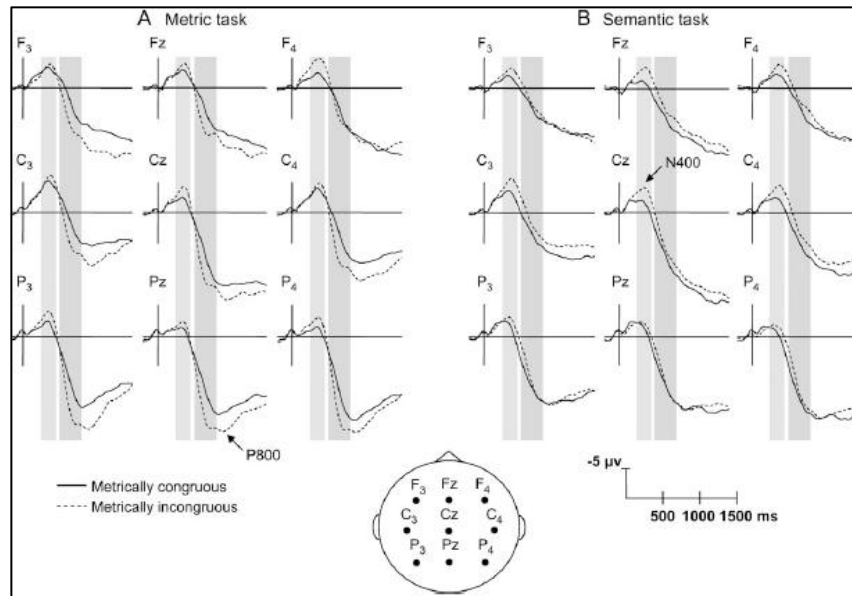 A Metric task
B Semantic task
F3 Fz F4
F3 Fz F4
C3 Cz C4
C3 Cz C4
N400
P3 Pz P4
P3 Pz P4
P800
Metrically congruous
Metrically incongruous
F3 Fz F4
C3 Cz C4
P3 Pz P4
-5 μv
500 1000 1500 ms